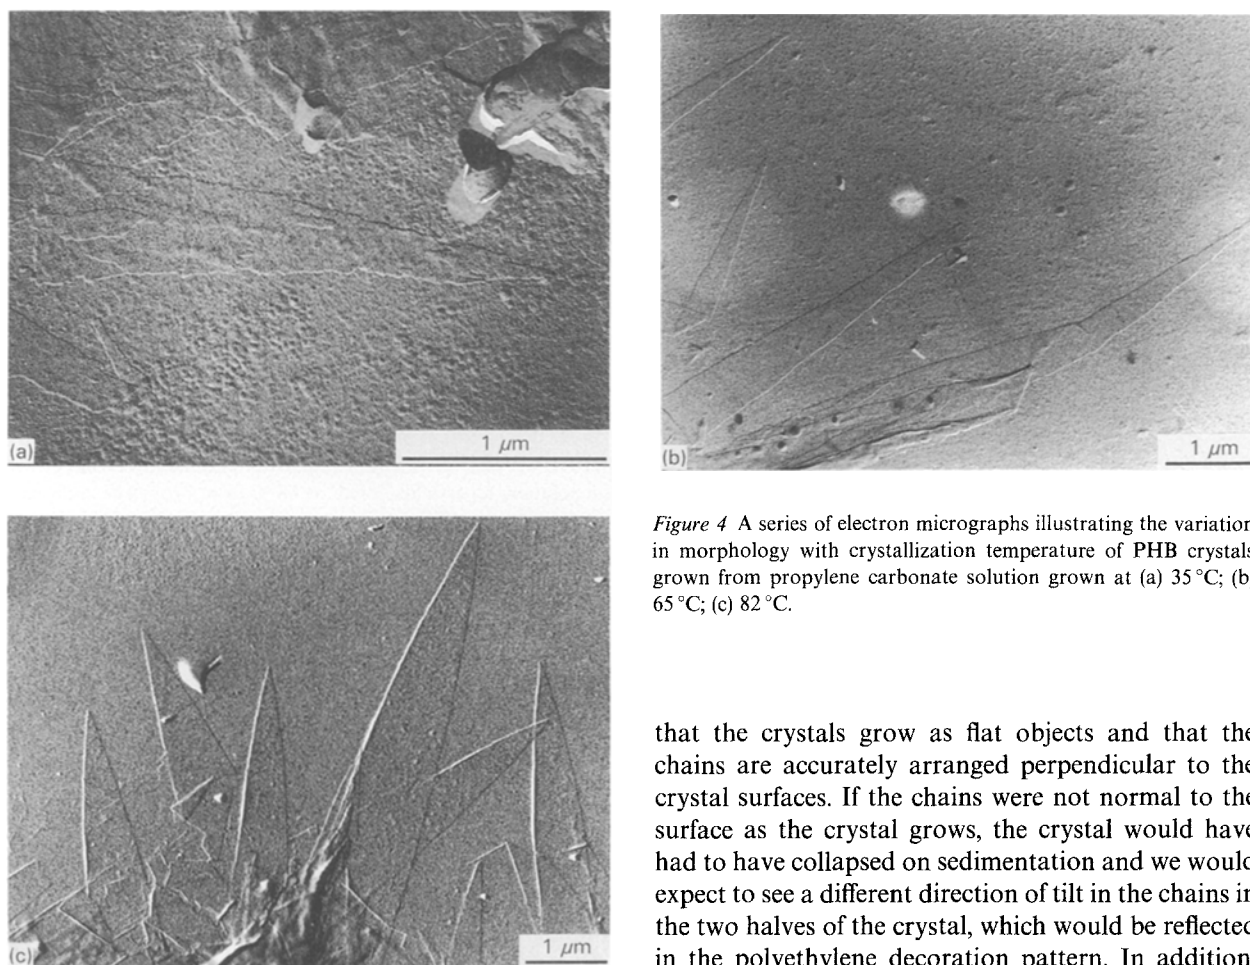 (a)
1 μm
(b)
1 μm
Figure 4 A series of electron micrographs illustrating the variation
in morphology with crystallization temperature of PHB crystals
grown from propylene carbonate solution grown at (a) 35 °C; (b
65 °C; (c) 82 °C.
(c)
1 μm
that the crystals grow as flat objects and that the
chains are accurately arranged perpendicular to the
crystal surfaces. If the chains were not normal to the
surface as the crystal grows, the crystal would have
had to have collapsed on sedimentation and we would
expect to see a different direction of tilt in the chains in
the two halves of the crystal, which would be reflected
in the polyethylene decoration pattern. In addition